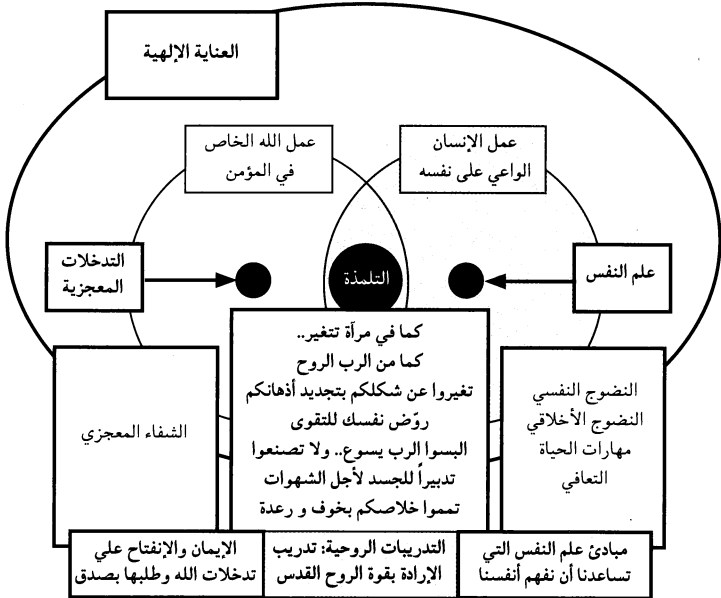 العناية الإلهية
عمل الإنسان
الواعي على نفسه
عمل الله الخاص
في المؤمن
علم النفس
التلمذة
التدخلات
المعجزية
النضوج النفسي
النضوج الأخلاقي
مهارات الحياة
التعافي
كما في مرآة تتغير..
كما من الرب الروح
تغيروا عن شكلكم بتجديد أذهانكم
روّض نفسك للتقوى
البسوا الرب يسوع.. ولا تصنعوا
تدبيراً للجسد لأجل الشهوات
تمموا خلاصكم بخوف و رعدة
الشفاء المعجزي
مبادئ علم النفس التي
تساعدنا أن نفهم أنفسنا
التدريبات الروحية: تدريب
الإرادة بقوة الروح القدس
الإيمان والإنفتاح علي
تدخلات الله وطلبها بصدق